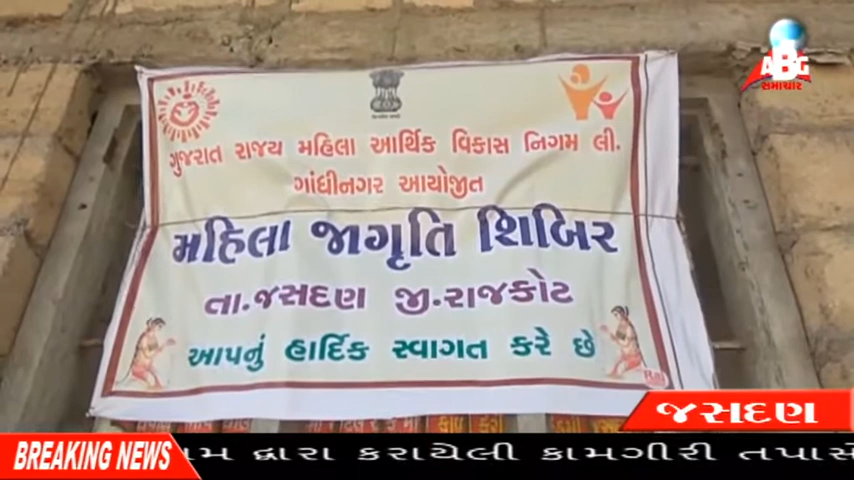 ABG
સમાચાર
ગુજરાત રાજ્ય મહિલા આર્થિક વિકાસ નિગમ લી.
ગાંધીનગર આયોજીત
મહિલા જાગૃતિ શિબિર
તા.જસદણ જી.રાજકોટ
આપનું હાર્દિક સ્વાગત કરે છે
જસદણ
BREAKING NEWS
દ્વારા કરાયેલી કામગીરી